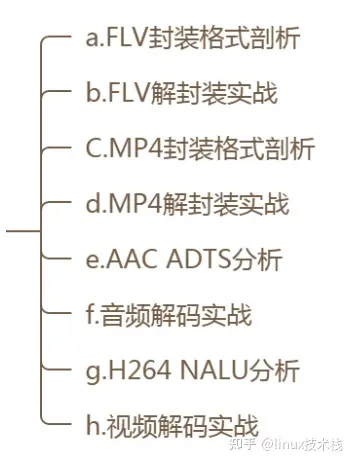 a.FLV封装格式剖析
b.FLV解封装实战
C.MP4封装格式剖析
d.MP4解封装实战
e.AAC ADTS分析
f.音频解码实战
g.H264 NALU分析
h.视频解码实战
知乎 @linux技术栈